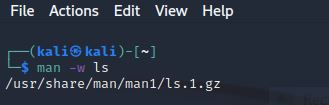 File Actions Edit View Help
(kali㉿kali)-[~]
$ man -w ls
/usr/share/man/man1/ls.1.gz